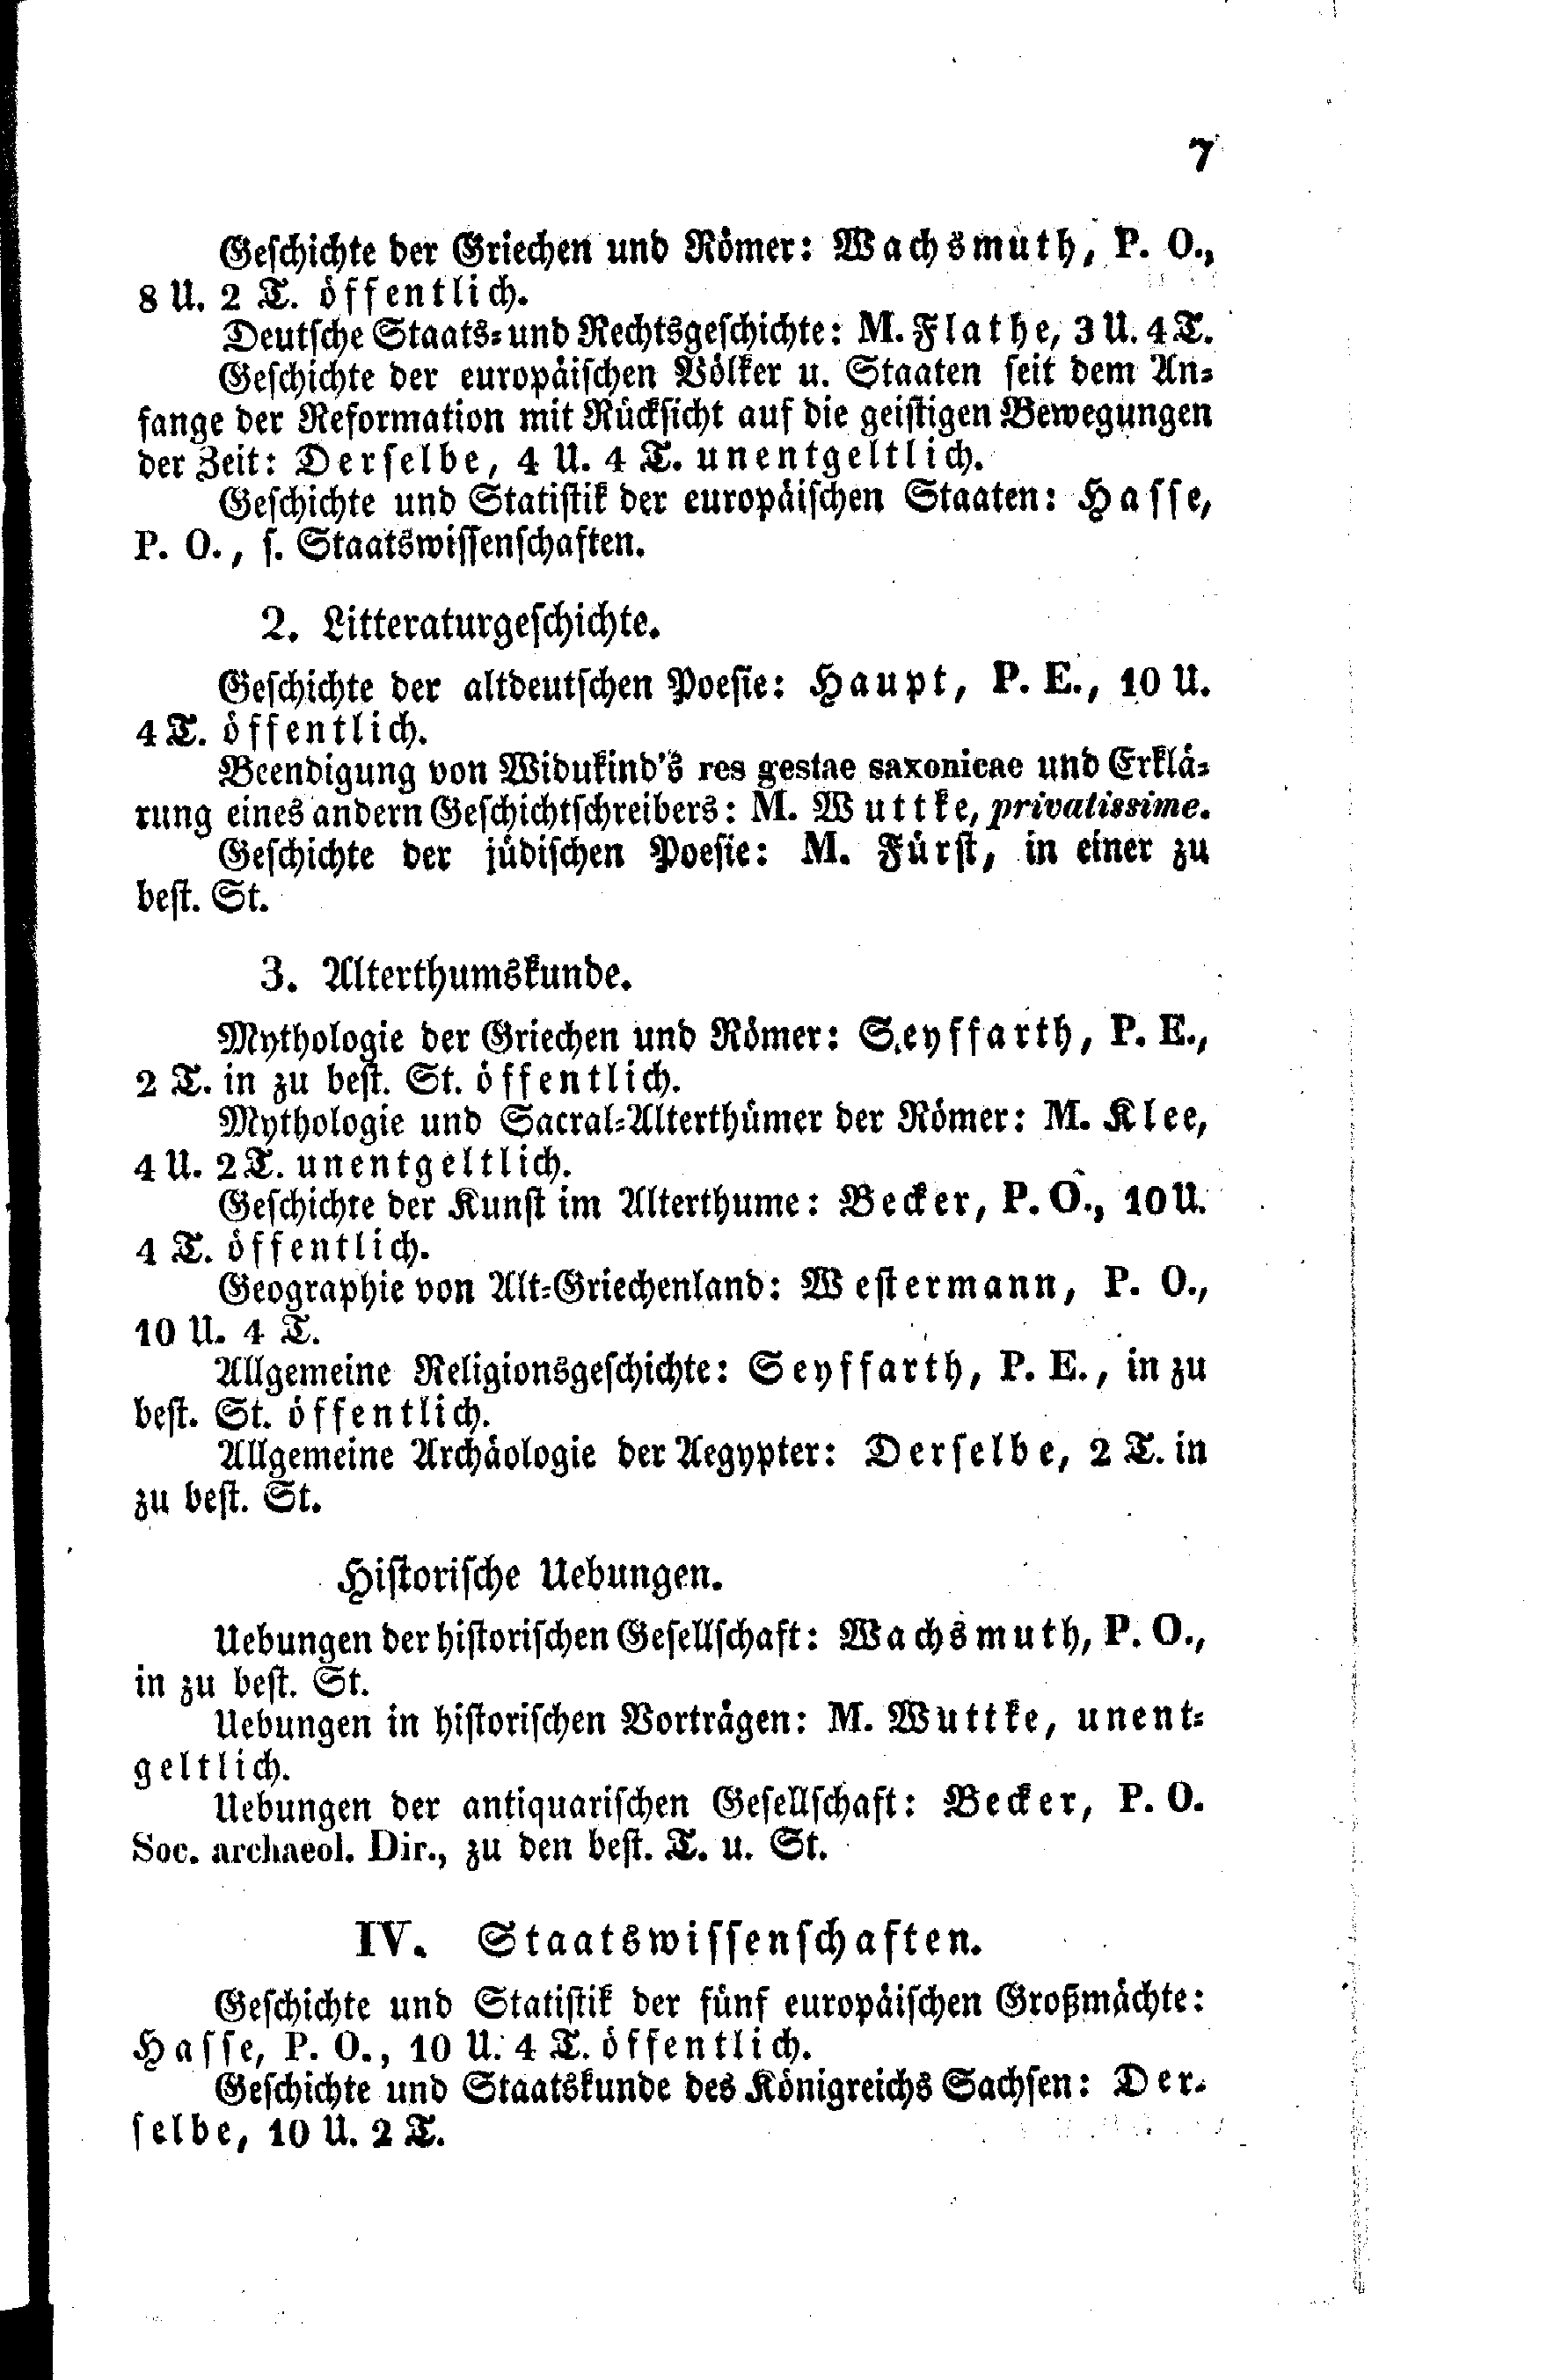 7
Geschichte der Griechen und Römer: Wachsmuth, P. O.,
8 U. 2 T. öffentlich.
Deutsche Staats- und Rechtsgeschichte: M. Flathe, 3 U. 4 T.
Geschichte der europäischen Völker u. Staaten seit dem An-
fange der Reformation mit Rücksicht auf die geistigen Bewegungen
der Zeit: Derselbe, 4 U. 4 T. unentgeltlich.
Geschichte und Statistik der europäischen Staaten: Hasse,
P. O., s. Staatswissenschaften.
2. Litteraturgeschichte.
Geschichte der altdeutschen Poesie: Haupt, P. E., 10 U.
4 T. öffentlich.
Beendigung von Widukind's res gestae saxonicae und Erklä-
rung eines andern Geschichtschreibers: M. Wuttke, privatissime.
Geschichte der jüdischen Poesie: M. Fürst, in einer zu
best. St.
3. Alterthumskunde.
Mythologie der Griechen und Römer: Seyffarth, P. E.,
2 T. in zu best. St. öffentlich.
Mythologie und Sacral-Alterthümer der Römer: M. Klee,
4 U. 2 T. unentgeltlich.
Geschichte der Kunst im Alterthume: Becker, P. O., 10 U.
4 T. öffentlich.
Geographie von Alt-Griechenland: Westermann, P. O.,
10 U. 4 T.
Allgemeine Religionsgeschichte: Seyffarth, P. E., in zu
best. St. öffentlich.
Allgemeine Archäologie der Aegypter: Derselbe, 2 T. in
zu best. St.
Historische Uebungen.
Uebungen der historischen Gesellschaft: Wachsmuth, P. O.,
in zu best. St.
Uebungen in historischen Vorträgen: M. Wuttke, unent-
geltlich.
Uebungen der antiquarischen Gesellschaft: Becker, P. O.
Soc. archaeol. Dir., zu den best. T. u. St.
IV. Staatswissenschaften.
Geschichte und Statistik der fünf europäischen Großmächte:
Hasse, P. O., 10 U. 4 T. öffentlich.
Geschichte und Staatskunde des Königreichs Sachsen: Der-
selbe, 10 U. 2 T.